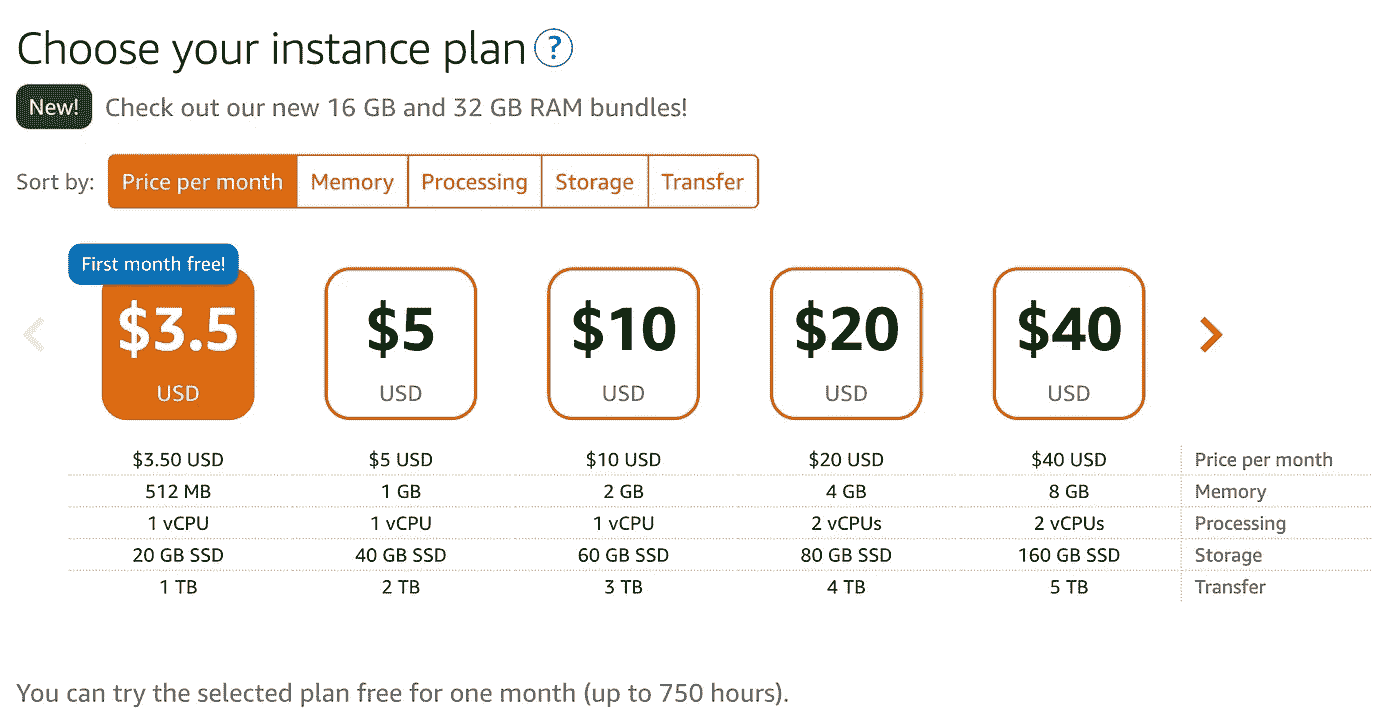 Choose your instance plan ?
New! Check out our new 16 GB and 32 GB RAM bundles!
Sort by: Price per month Memory Processing Storage Transfer
First month free!
$3.5 $5 $10 $20 $40
USD USD USD USD USD
$3.50 USD $5 USD $10 USD $20 USD $40 USD Price per month
512 MB 1 GB 2 GB 4 GB 8 GB Memory
1 vCPU 1 vCPU 1 vCPU 2 vCPUs 2 vCPUs Processing
20 GB SSD 40 GB SSD 60 GB SSD 80 GB SSD 160 GB SSD Storage
1 TB 2 TB 3 TB 4 TB 5 TB Transfer
You can try the selected plan free for one month (up to 750 hours).